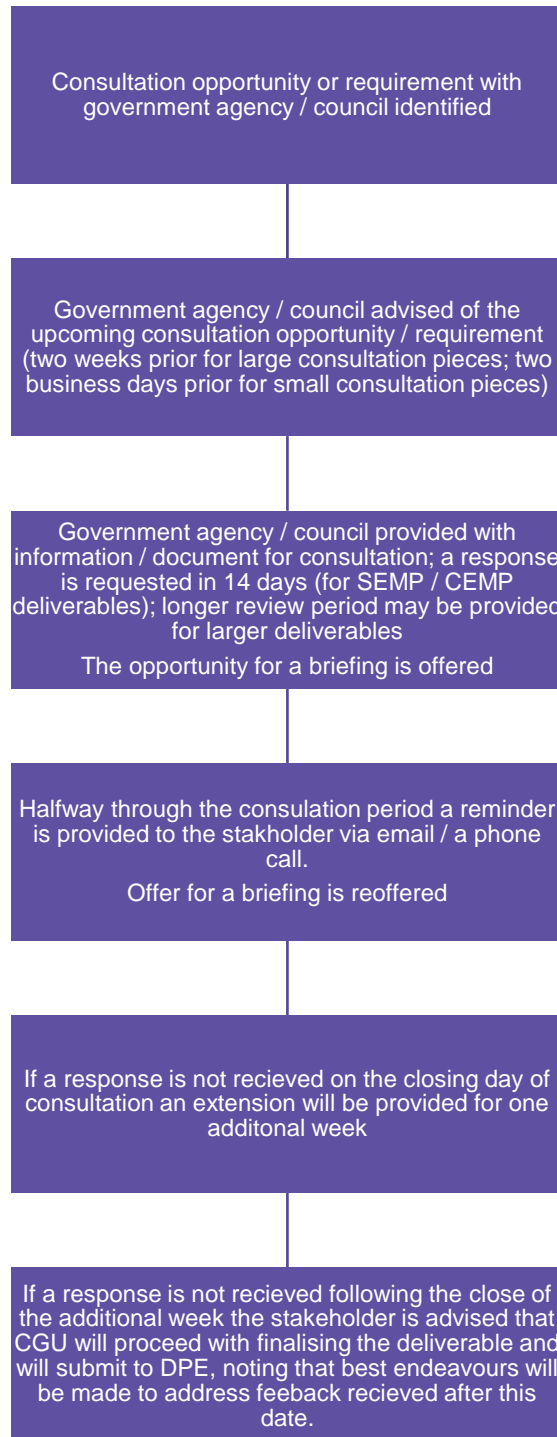 Consultation opportunity or requirement with
government agency / council identified
Government agency / council advised of the
upcoming consultation opportunity / requirement
(two weeks prior for large consultation pieces; two
business days prior for small consultation pieces)
Government agency / council provided with
information / document for consultation; a response
is requested in 14 days (for SEMP / CEMP
deliverables); longer review period may be provided
for larger deliverables
The opportunity for a briefing is offered
Halfway through the consulation period a reminder
is provided to the stakholder via email / a phone
call.
Offer for a briefing is reoffered
If a response is not recieved on the closing day of
consultation an extension will be provided for one
additonal week
If a response is not recieved following the close of
the additional week the stakeholder is advised that
CGU will proceed with finalising the deliverable and
will submit to DPE, noting that best endeavours will
be made to address feeback recieved after this
date.